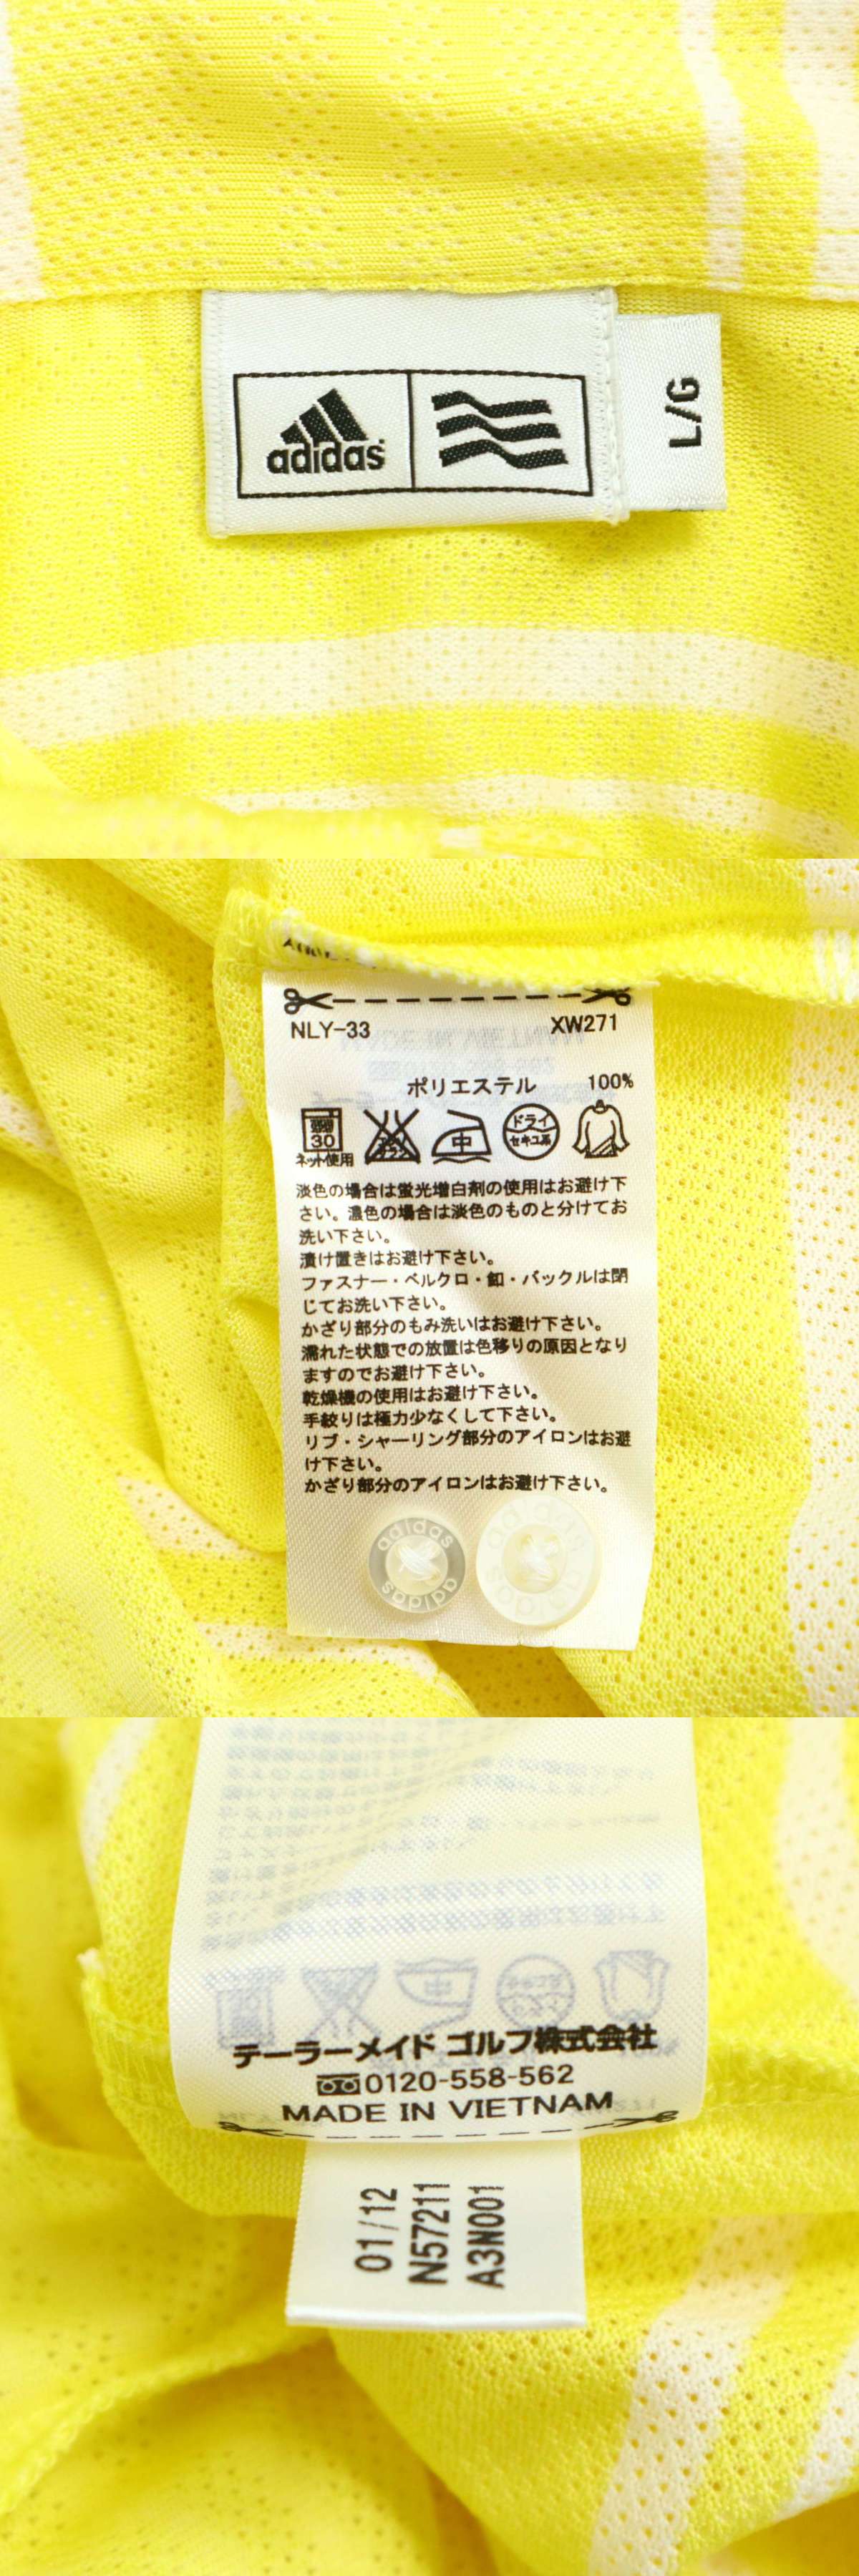 adidas
L/G
NLY-33 XW271
ポリエステル 100%
30
ネット使用
中
ドライ
セキユ系
淡色の場合は蛍光増白剤の使用はお避け下
さい。濃色の場合は淡色のものと分けてお
洗い下さい。
漬け置きはお避け下さい。
ファスナー・ベルクロ・釦・バックルは閉
じてお洗い下さい。
かざり部分のもみ洗いはお避け下さい。
濡れた状態での放置は色移りの原因となり
ますのでお避け下さい。
乾燥機の使用はお避け下さい。
手絞りは極力少なくして下さい。
リブ・シャーリング部分のアイロンはお避
け下さい。
かざり部分のアイロンはお避け下さい。
adidas
adidas
adidas
adidas
テーラーメイド ゴルフ株式会社
0120-558-562
MADE IN VIETNAM
01/12
N57211
A3N001